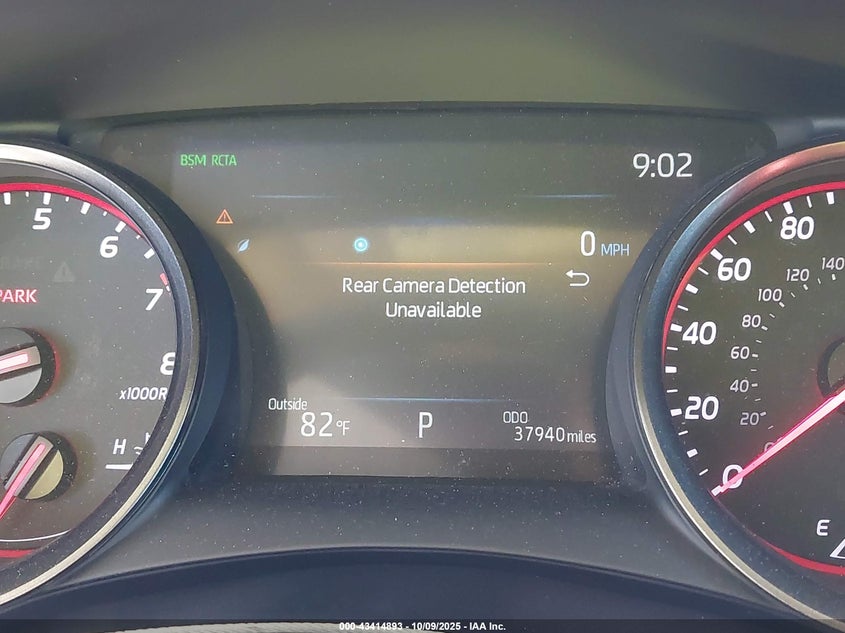 BSM RCTA
9:02
0 MPH
Rear Camera Detection
Unavailable
Outside
82°F
P
ODO
37940 miles
5
6
7
8
x1000R
PARK
H
80
60
40
20
0
140
120
100
80
60
40
20
E
000-43414893 - 10/09/2025 - IAA Inc.